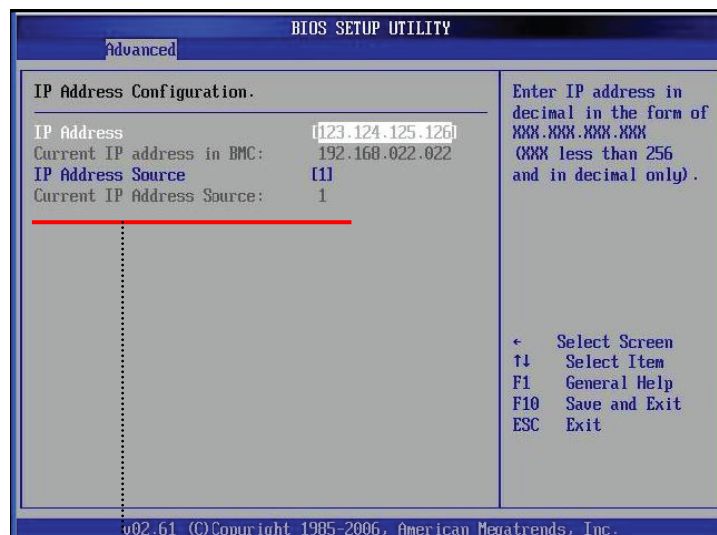 BIOS SETUP UTILITY
Advanced
IP Address Configuration.
IP Address [123.124.125.126]
Current IP address in BMC: 192.168.022.022
IP Address Source [1]
Current IP Address Source: 1
Enter IP address in
decimal in the form of
XXX.XXX.XXX.XXX
(XXX less than 256
and in decimal only).
← Select Screen
↑↓ Select Item
F1 General Help
F10 Save and Exit
ESC Exit
v02.61 (C)Copyright 1985-2006, American Megatrends, Inc.